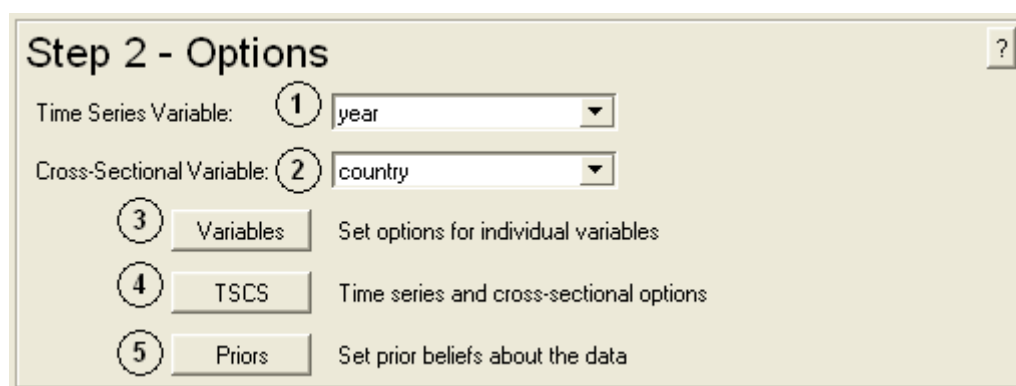 Step 2 - Options
?
Time Series Variable: 1 year
Cross-Sectional Variable: 2 country
3 Variables Set options for individual variables
4 TSCS Time series and cross-sectional options
5 Priors Set prior beliefs about the data